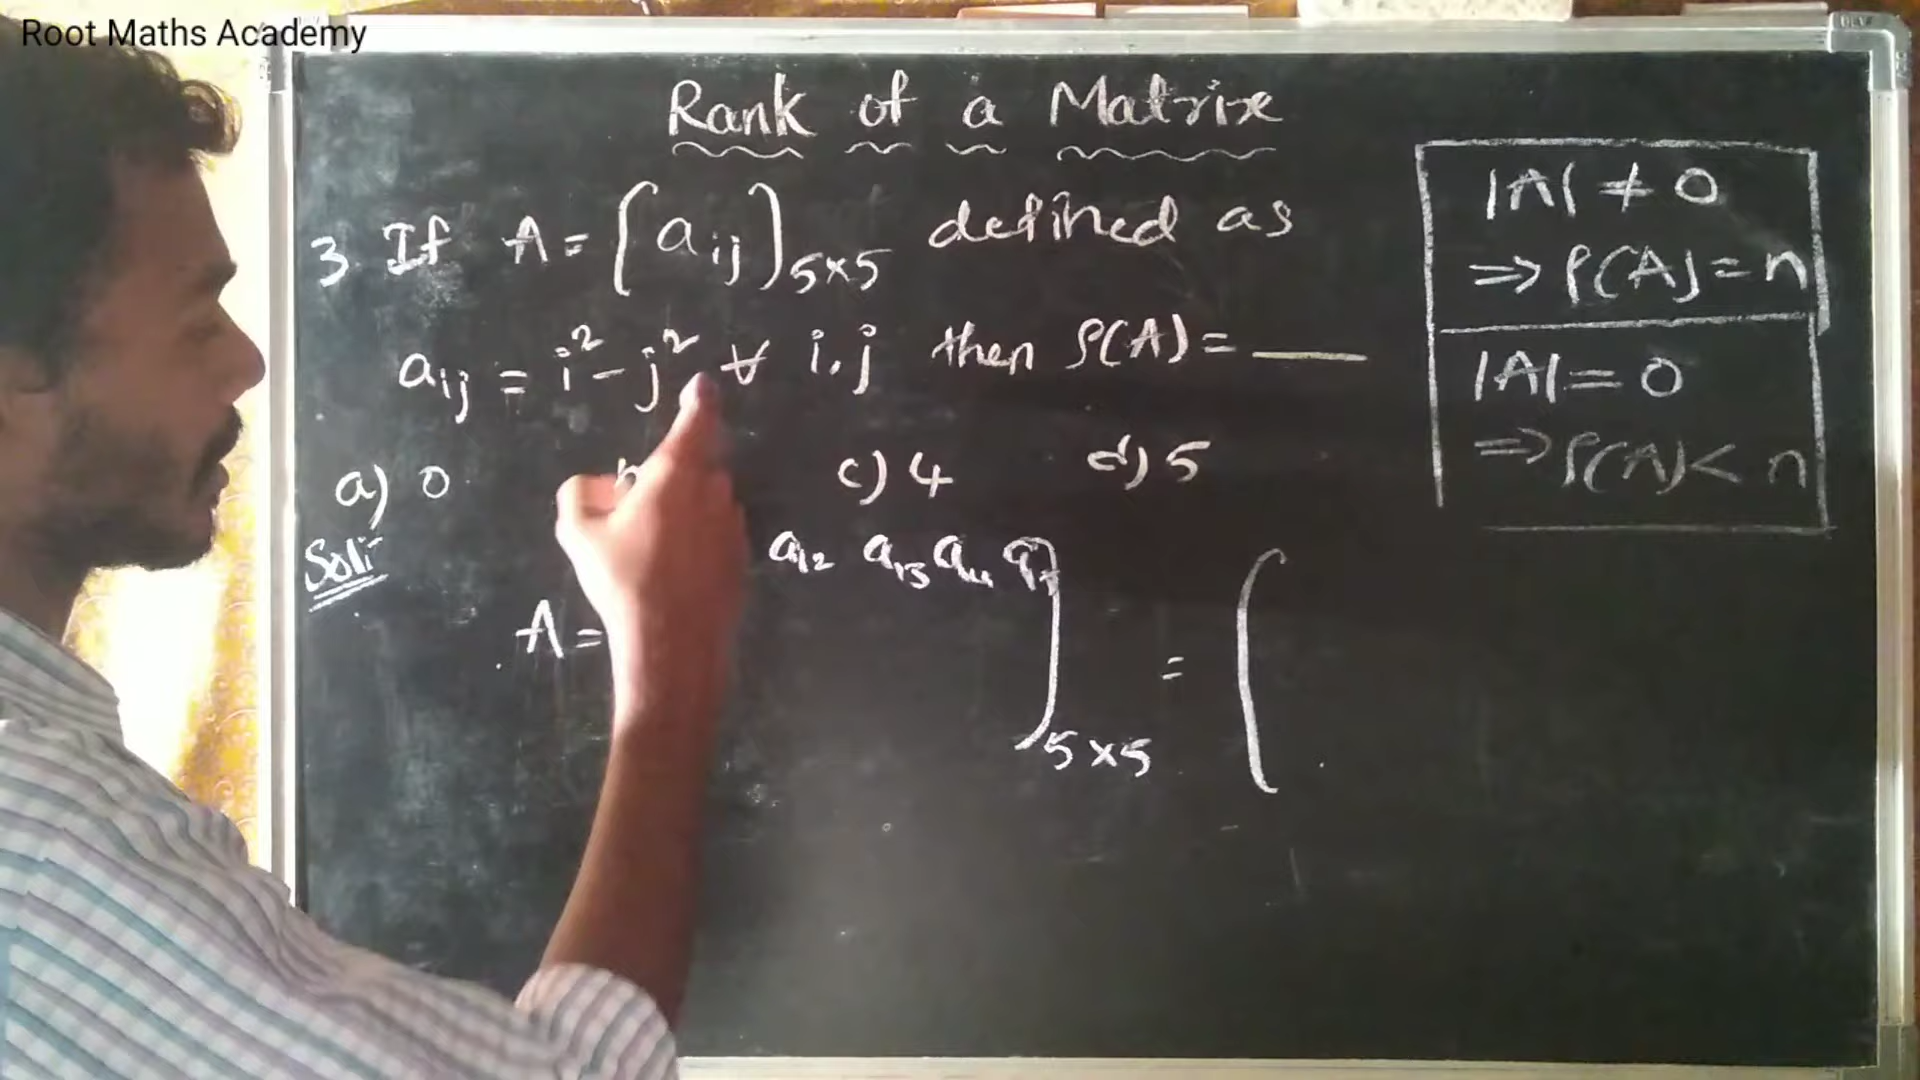 Root Maths Academy
Rank of a Matrix
3 If A = [aij]5×5 defined as
aij = i² - j² ∀ i, j then ρ(A) = ___
a) 0 c) 4 d) 5
Sol:
a12 a13 a14
A =
5×5 = [
|A| ≠ 0
⇒ ρ(A) = n
|A| = 0
⇒ ρ(A) < n